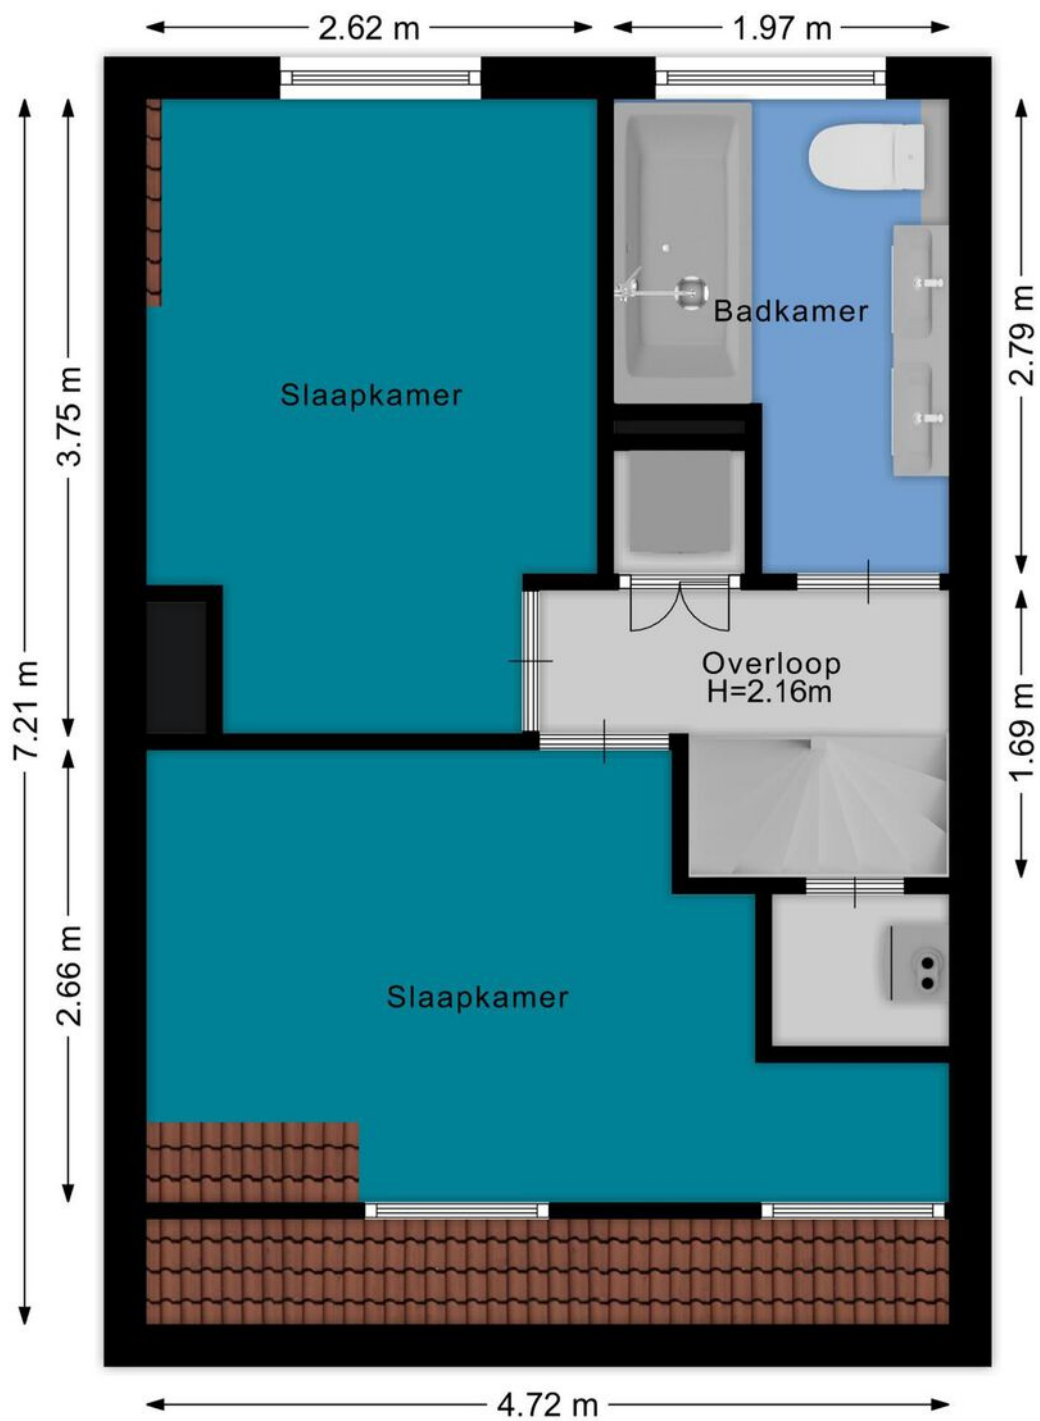 2.62 m
1.97 m
Badkamer
2.79 m
Slaapkamer
3.75 m
Overloop
H=2.16m
7.21 m
1.69 m
2.66 m
Slaapkamer
4.72 m